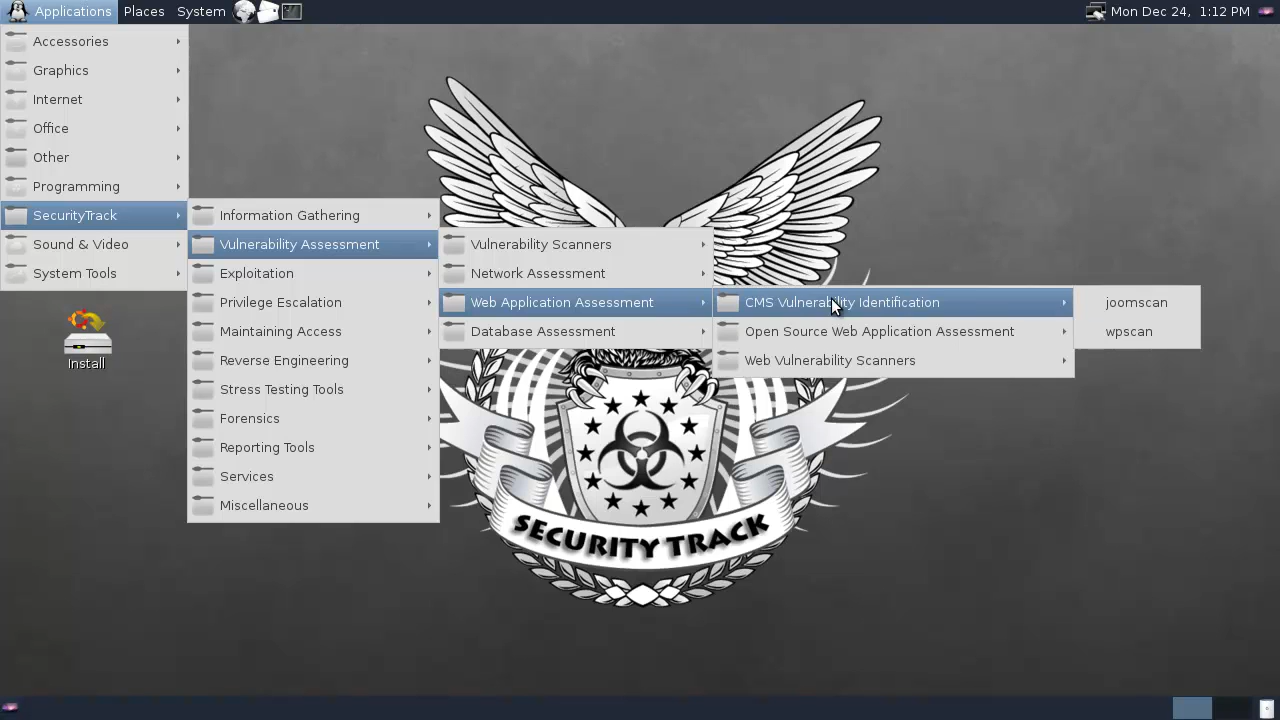 Applications Places System Mon Dec 24, 1:12 PM
Accessories
Graphics
Internet
Office
Other
Programming
SecurityTrack
Sound & Video
System Tools
Information Gathering
Vulnerability Assessment
Exploitation
Privilege Escalation
Maintaining Access
Reverse Engineering
Stress Testing Tools
Forensics
Reporting Tools
Services
Miscellaneous
Vulnerability Scanners
Network Assessment
Web Application Assessment
Database Assessment
CMS Vulnerability Identification
Open Source Web Application Assessment
Web Vulnerability Scanners
joomscan
wpscan
Install
SECURITY TRACK